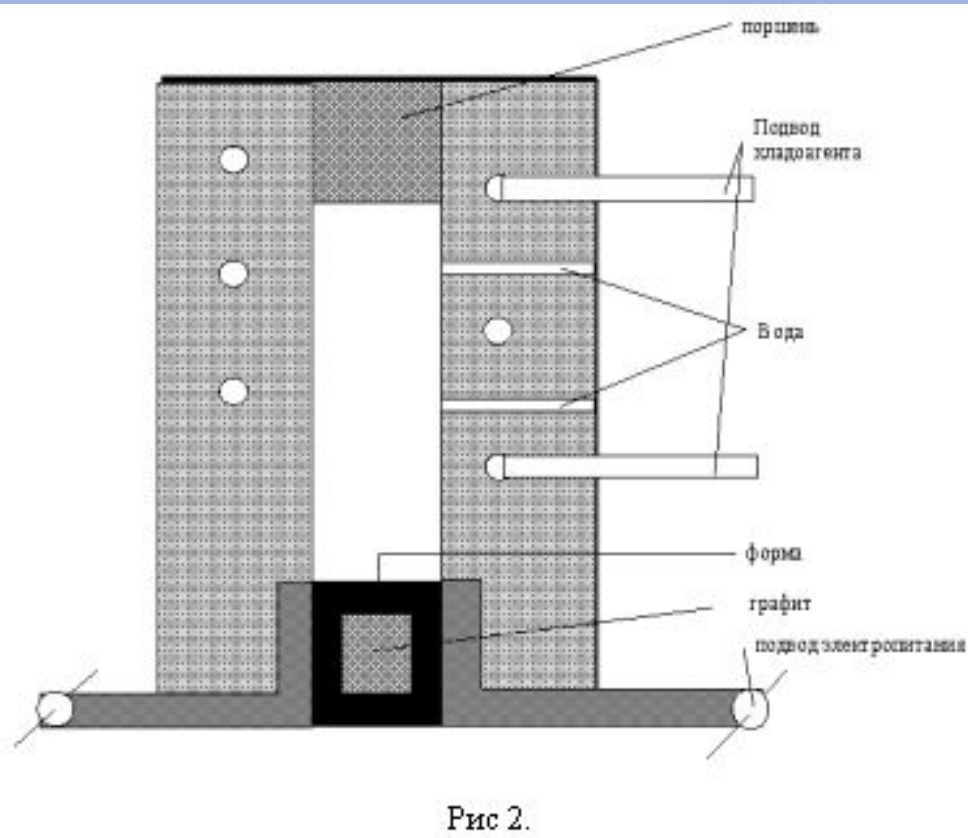 поршень
Подвод
хладоагента
Вода
форма
графит
подвод электропитания
Рис 2.